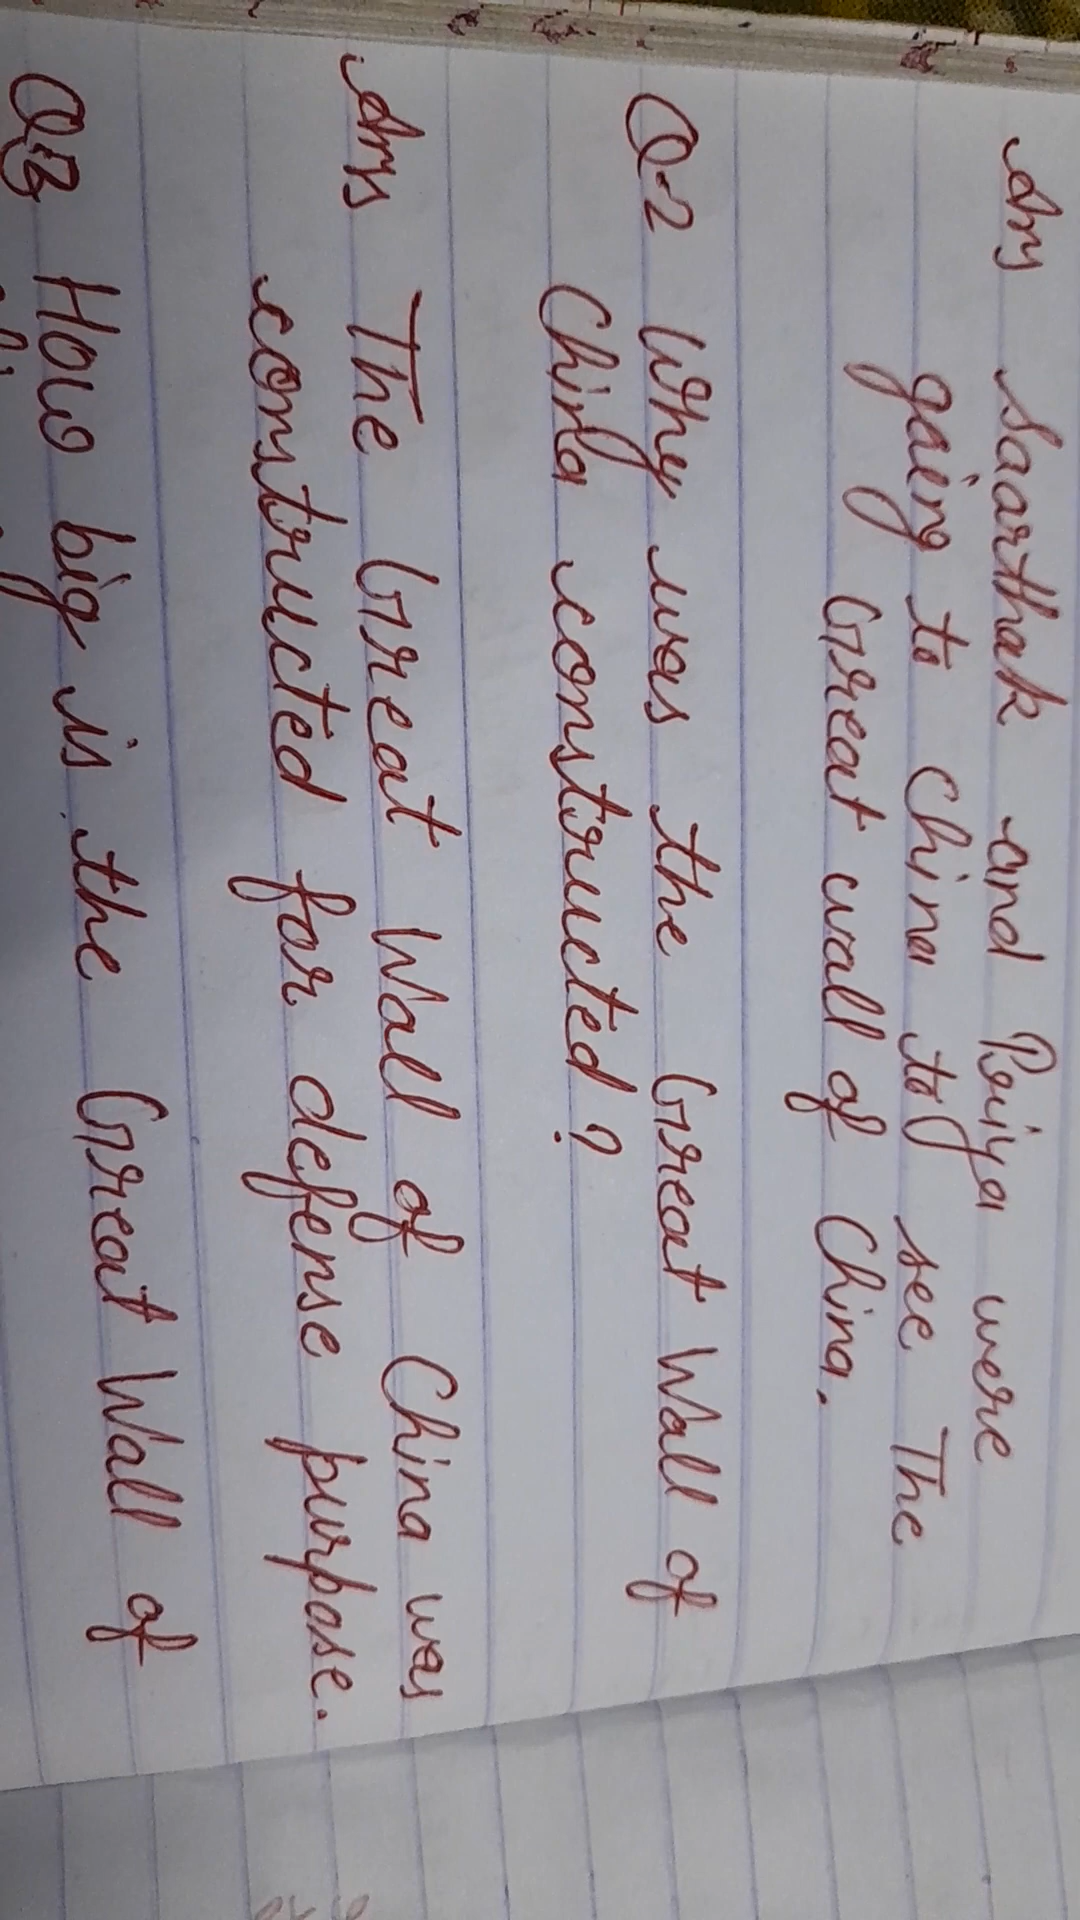 Ans Saarthak and Priya were
going to China to see The
Great wall of China.
Q-2 Why was the Great Wall of
China constructed?
Ans The Great Wall of China was
constructed for defense purpose.
Q3 How big is the Great Wall of